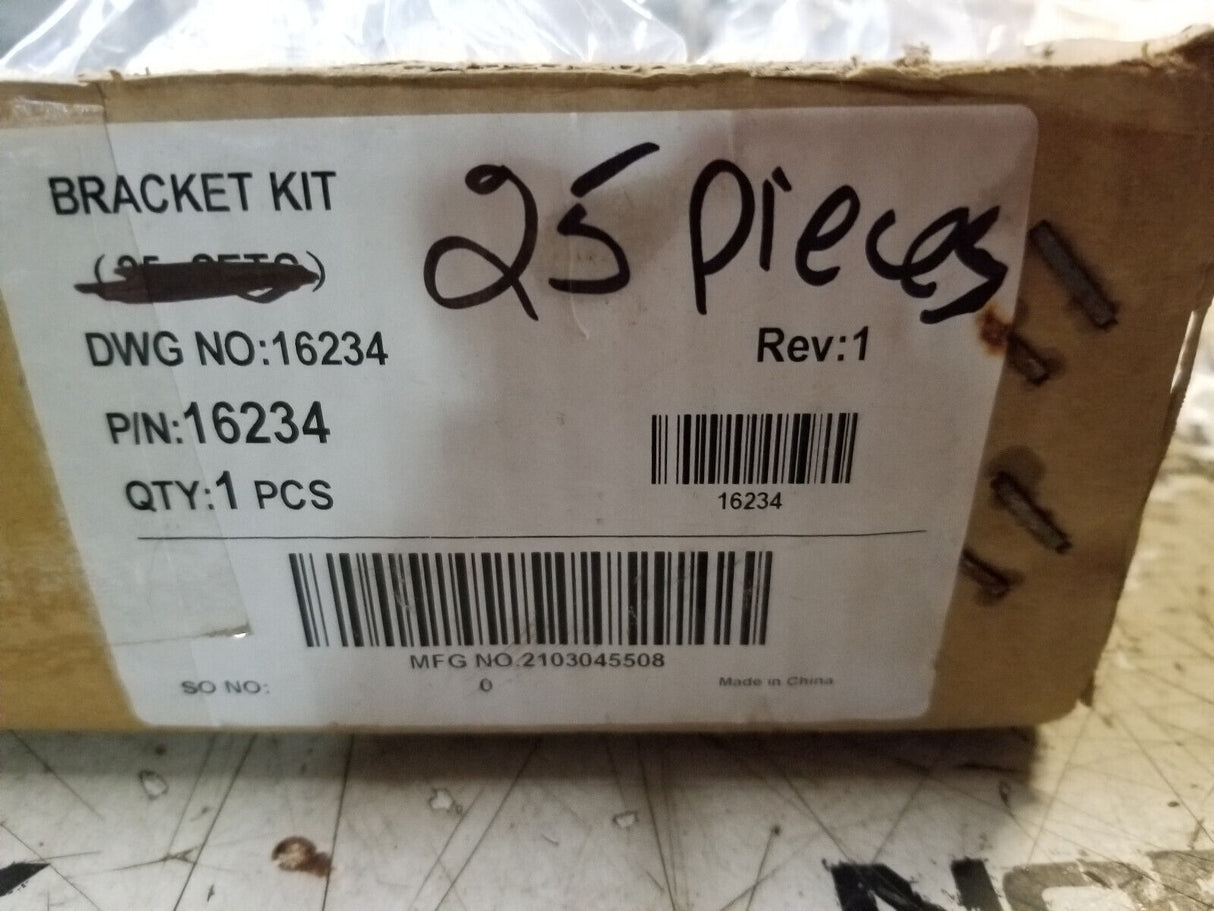 BRACKET KIT
25 pieces
DWG NO:16234
Rev:1
P/N:16234
QTY:1 PCS
16234
MFG NO.2103045508
SO NO:
0
Made in China